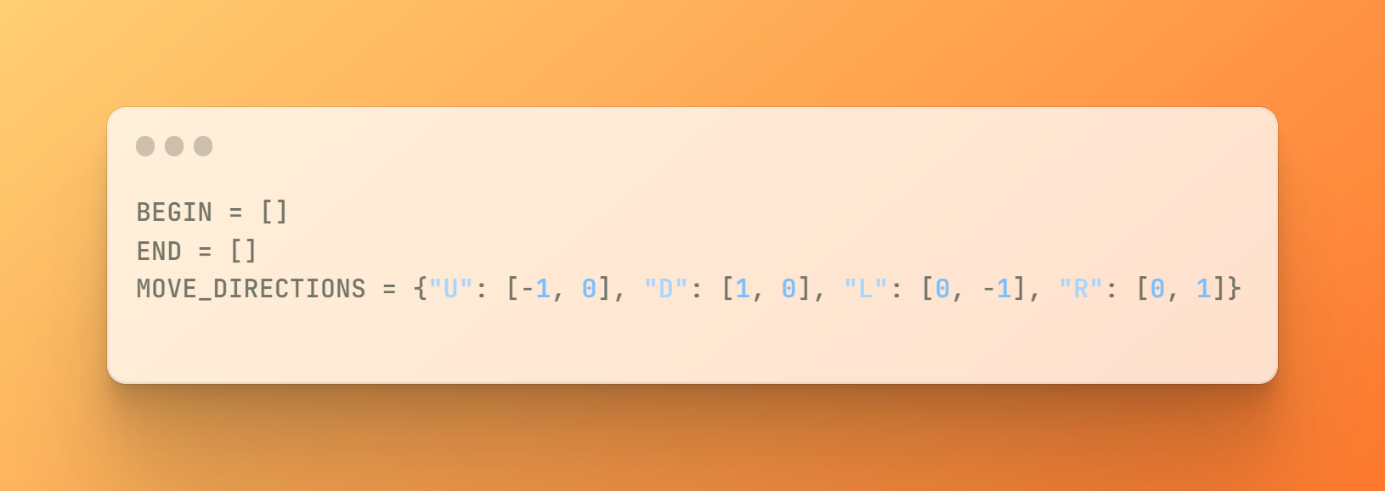 BEGIN = []
END = []
MOVE_DIRECTIONS = {"U": [-1, 0], "D": [1, 0], "L": [0, -1], "R": [0, 1]}